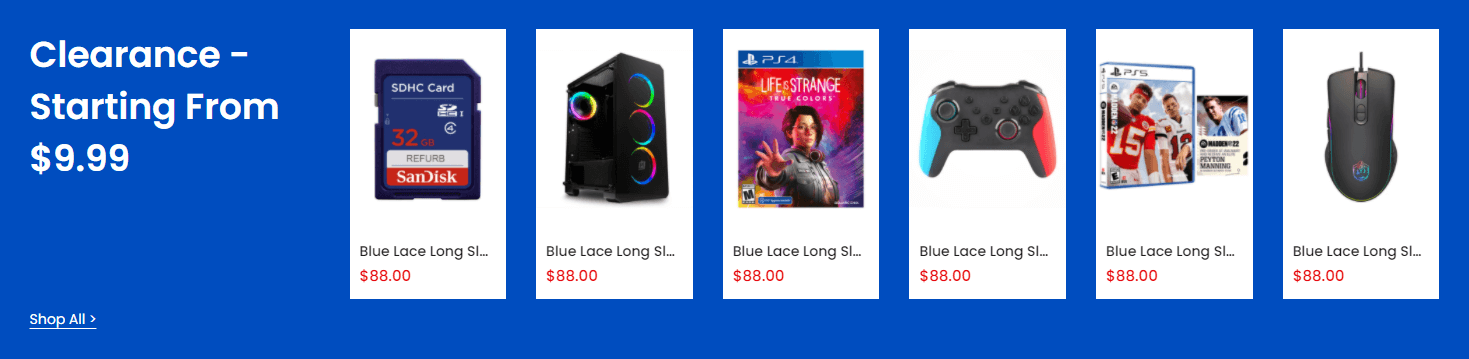 Clearance -
Starting From
$9.99
Shop All >
SDHC Card
32 GB
REFURB
SanDisk
Blue Lace Long Sl...
$88.00
Blue Lace Long Sl...
$88.00
PS4
LIFE IS STRANGE
TRUE COLORS
M
Blue Lace Long Sl...
$88.00
Blue Lace Long Sl...
$88.00
PS5
15
MADDEN 22
E
MADDEN 22
PEYTON
MANNING
Blue Lace Long Sl...
$88.00
Blue Lace Long Sl...
$88.00